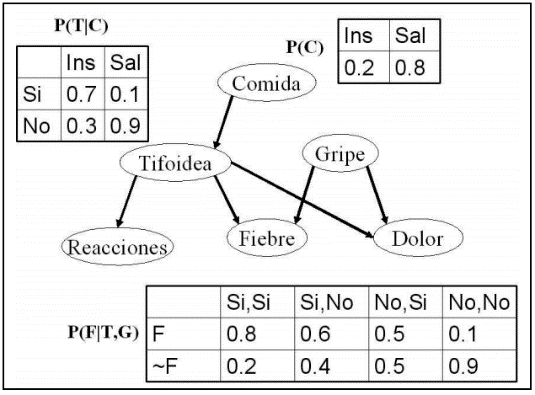 P(T|C)
Ins Sal
Si 0.7 0.1
No 0.3 0.9
P(C)
Ins Sal
0.2 0.8
Comida
Tifoidea
Gripe
Reacciones
Fiebre
Dolor
P(F|T,G)
Si,Si Si,No No,Si No,No
F 0.8 0.6 0.5 0.1
~F 0.2 0.4 0.5 0.9